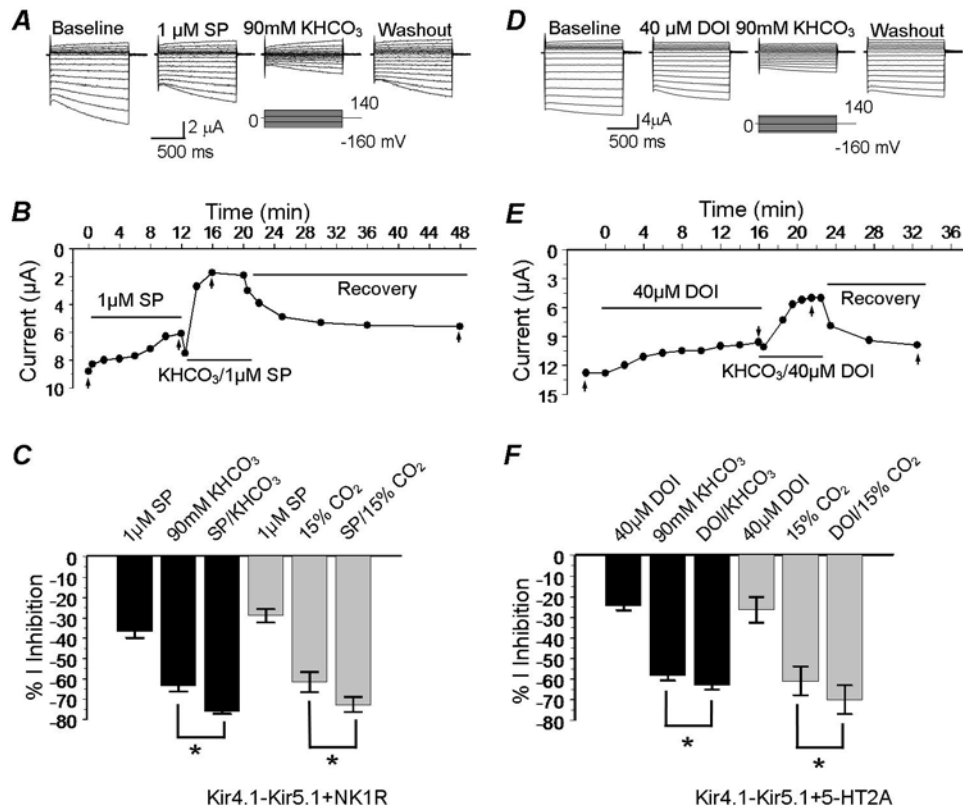 A
Baseline
1 µM SP
90mM KHCO₃
Washout
2 µA
500 ms
0
140
-160 mV
D
Baseline
40 µM DOI
90mM KHCO₃
Washout
4µA
500 ms
0
140
-160 mV
B
Time (min)
0 4 8 12 16 20 24 28 32 36 40 44 48
Current (µA)
0
2
4
6
8
10
1µM SP
Recovery
KHCO₃/1µM SP
E
Time (min)
0 4 8 12 16 20 24 28 32 36
Current (µA)
0
3
6
9
12
15
40µM DOI
Recovery
KHCO₃/40µM DOI
C
1µM SP
90mM KHCO₃
SP/KHCO₃
1µM SP
15% CO₂
SP/15% CO₂
% I Inhibition
0
-10
-20
-30
-40
-50
-60
-70
-80
*
*
Kir4.1-Kir5.1+NK1R
F
40µM DOI
90mM KHCO₃
DOI/KHCO₃
40µM DOI
15% CO₂
DOI/15% CO₂
% I Inhibition
0
-10
-20
-30
-40
-50
-60
-70
-80
*
*
Kir4.1-Kir5.1+5-HT2A